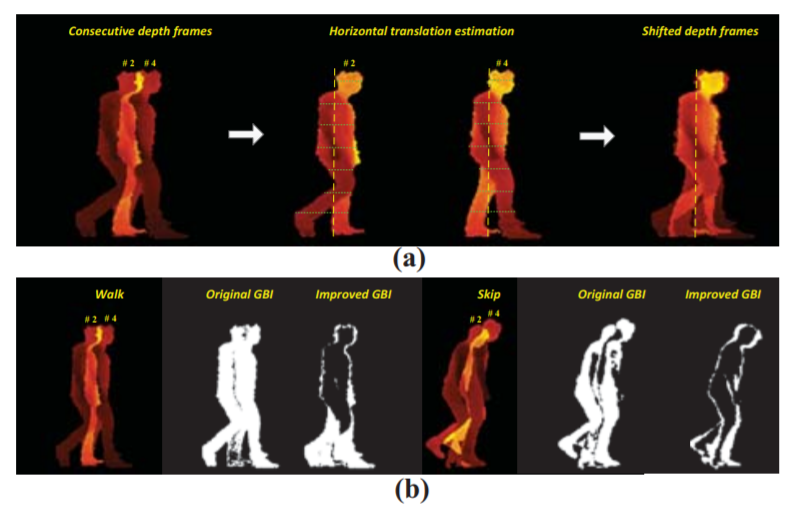 Consecutive depth frames
Horizontal translation estimation
Shifted depth frames
# 2 # 4
# 2
# 4
(a)
Walk
Original GBI
Improved GBI
Skip
Original GBI
Improved GBI
# 2 # 4
# 2 # 4
(b)